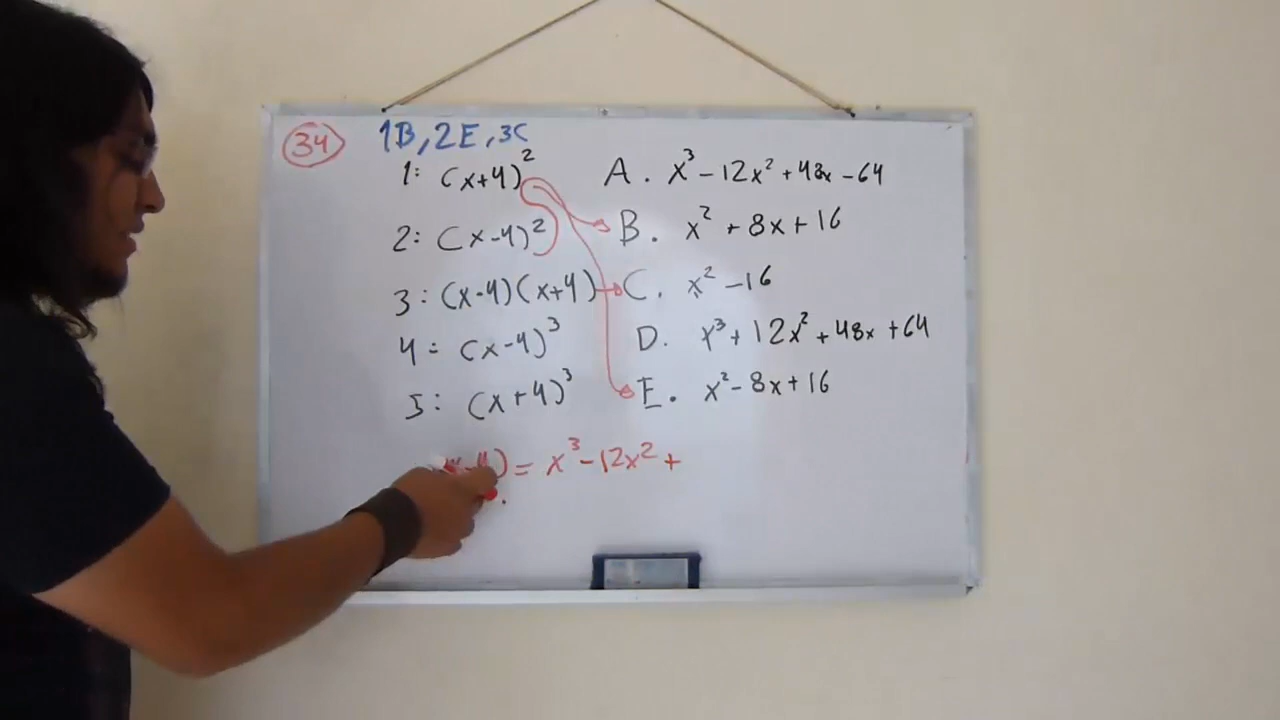 34 1B, 2E, 3C
1: (x+4)² A. x³ - 12x² + 48x - 64
2: (x-4)² B. x² + 8x + 16
3: (x-4)(x+4) C. x² - 16
4: (x-4)³ D. x³ + 12x² + 48x + 64
5: (x+4)³ E. x² - 8x + 16
) = x³ - 12x² +